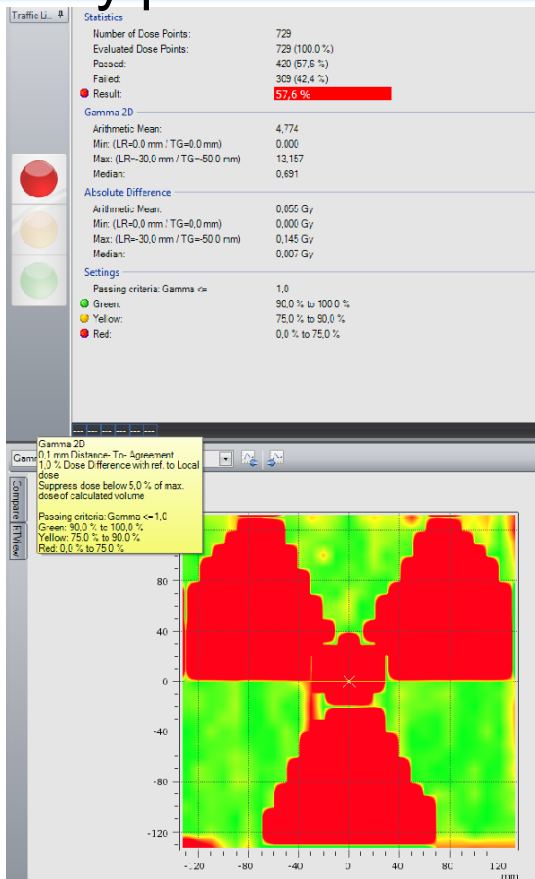 Traffic Li...
Statistics
Number of Dose Points: 729
Evaluated Dose Points: 729 (100.0 %)
Passed: 420 (57,6 %)
Failed: 309 (42,4 %)
Result: 57,6 %
Gamma 2D
Arithmetic Mean: 4,774
Min: (LR=0.0 mm / TG=0.0 mm) 0.000
Max: (LR=-30,0 mm / TG=-50 0 mm) 13,157
Median: 0,691
Absolute Difference
Arithmetic Mean: 0,055 Gy
Min: (LR=0,0 mm / TG=0,0 mm) 0,000 Gy
Max: (LR=-30,0 mm / TG=-50 0 mm) 0,145 Gy
Median: 0,007 Gy
Settings
Passing criteria: Gamma <= 1,0
Green: 90,0 % to 100.0 %
Yellow: 75,0 % to 90,0 %
Red: 0,0 % to 75,0 %
--- --- --- --- --- ---
Gamma 2D
0,1 mm Distance- To- Agreement
1,0 % Dose Difference with ref. to Local
dose
Suppress dose below 5,0 % of max.
dose of calculated volume
Passing criteria: Gamma <= 1,0
Green: 90,0 % to 100,0 %
Yellow: 75.0 % to 90.0 %
Red: 0,0 % to 75 0 %
Gam
Compare
80
40
0
-40
-80
-120
-120 -80 -40 0 40 80 120
mm